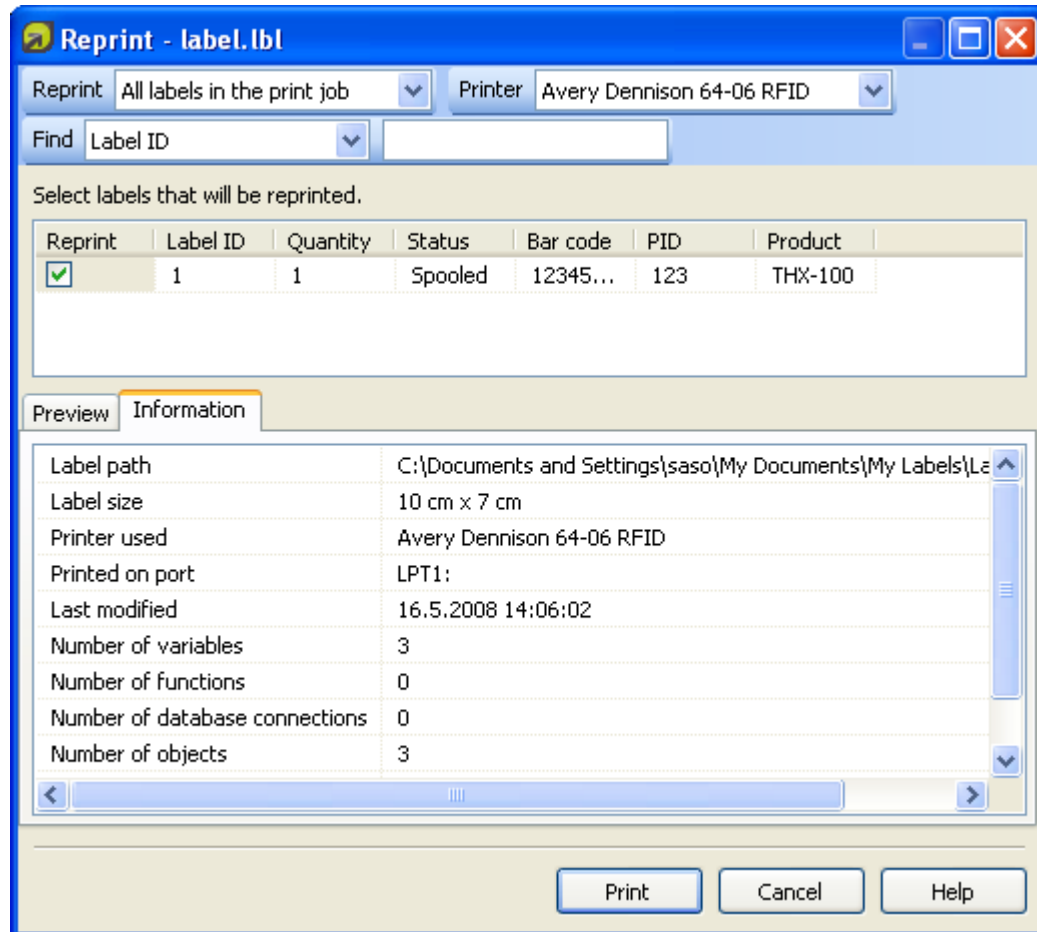 Reprint - label.lbl
Reprint All labels in the print job Printer Avery Dennison 64-06 RFID
Find Label ID
Select labels that will be reprinted.
Reprint Label ID Quantity Status Bar code PID Product
1 1 Spooled 12345... 123 THX-100
Preview Information
Label path C:\Documents and Settings\saso\My Documents\My Labels\La
Label size 10 cm x 7 cm
Printer used Avery Dennison 64-06 RFID
Printed on port LPT1:
Last modified 16.5.2008 14:06:02
Number of variables 3
Number of functions 0
Number of database connections 0
Number of objects 3
Print Cancel Help